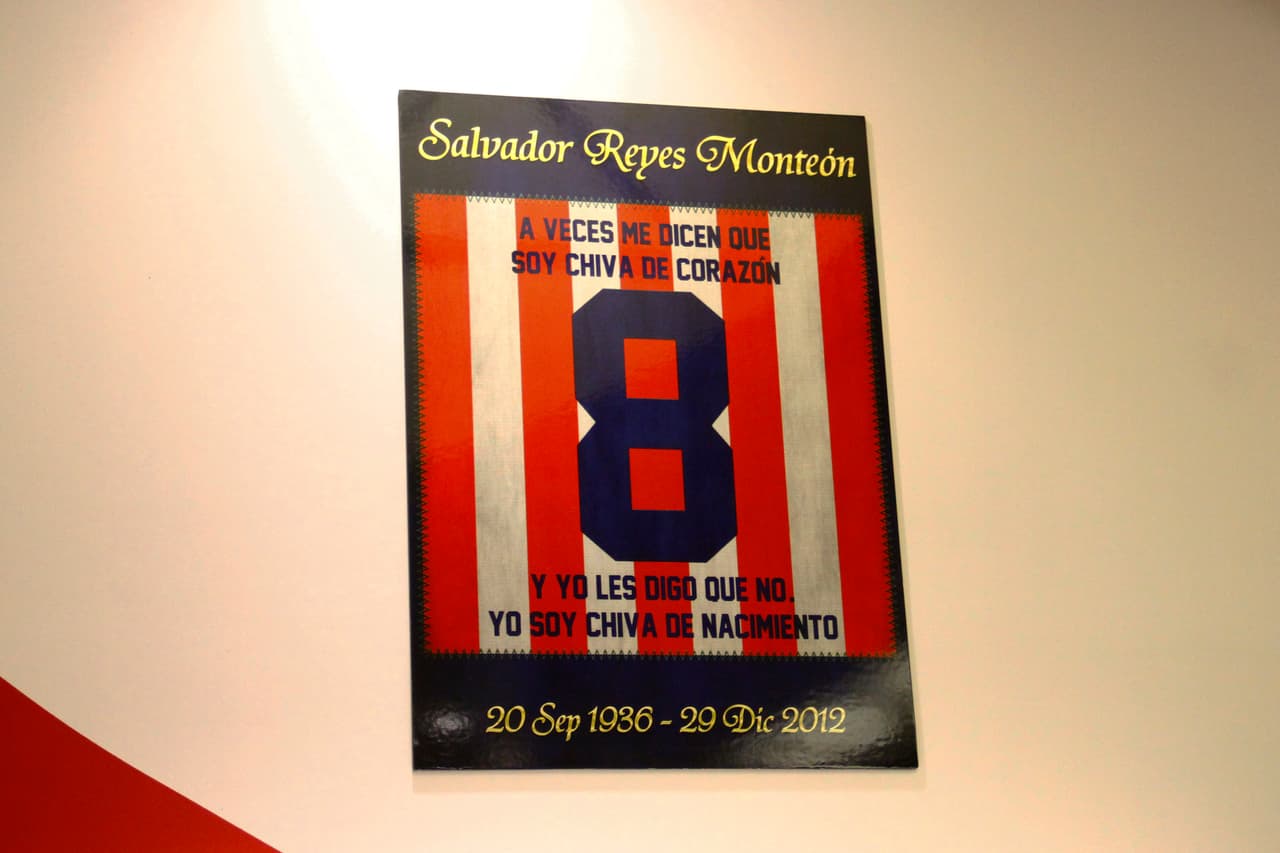 Salvador Reyes Monteón
A VECES ME DICEN QUE
SOY CHIVA DE CORAZÓN
8
Y YO LES DIGO QUE NO.
YO SOY CHIVA DE NACIMIENTO
20 Sep 1936 - 29 Dic 2012